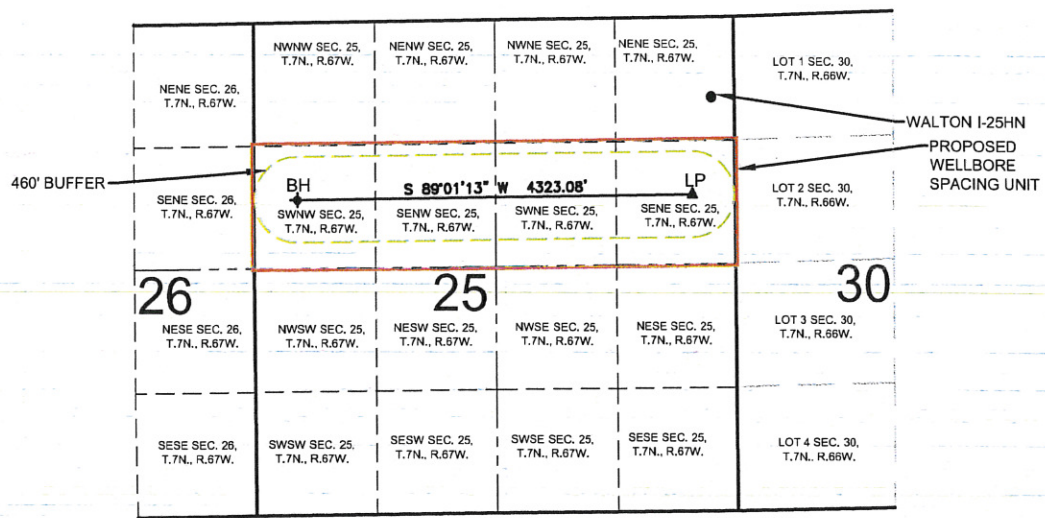 NWNW SEC. 25,
T.7N., R.67W.
NENW SEC. 25,
T.7N., R.67W.
NWNE SEC. 25,
T.7N., R.67W.
NENE SEC. 25,
T.7N., R.67W.
LOT 1 SEC. 30,
T.7N., R.66W.
NENE SEC. 26,
T.7N., R.67W.
WALTON I-25HN
PROPOSED
WELLBORE
SPACING UNIT
460' BUFFER
BH
S 89°01'13" W 4323.08'
LP
SENE SEC. 26,
T.7N., R.67W.
SWNW SEC. 25,
T.7N., R.67W.
SENW SEC. 25,
T.7N., R.67W.
SWNE SEC. 25,
T.7N., R.67W.
SENE SEC. 25,
T.7N., R.67W.
LOT 2 SEC. 30,
T.7N., R.66W.
26
25
30
NESE SEC. 26,
T.7N., R.67W.
NWSW SEC. 25,
T.7N., R.67W.
NESW SEC. 25,
T.7N., R.67W.
NWSE SEC. 25,
T.7N., R.67W.
NESE SEC. 25,
T.7N., R.67W.
LOT 3 SEC. 30,
T.7N., R.66W.
SESE SEC. 26,
T.7N., R.67W.
SWSW SEC. 25,
T.7N., R.67W.
SESW SEC. 25,
T.7N., R.67W.
SWSE SEC. 25,
T.7N., R.67W.
SESE SEC. 25,
T.7N., R.67W.
LOT 4 SEC. 30,
T.7N., R.66W.